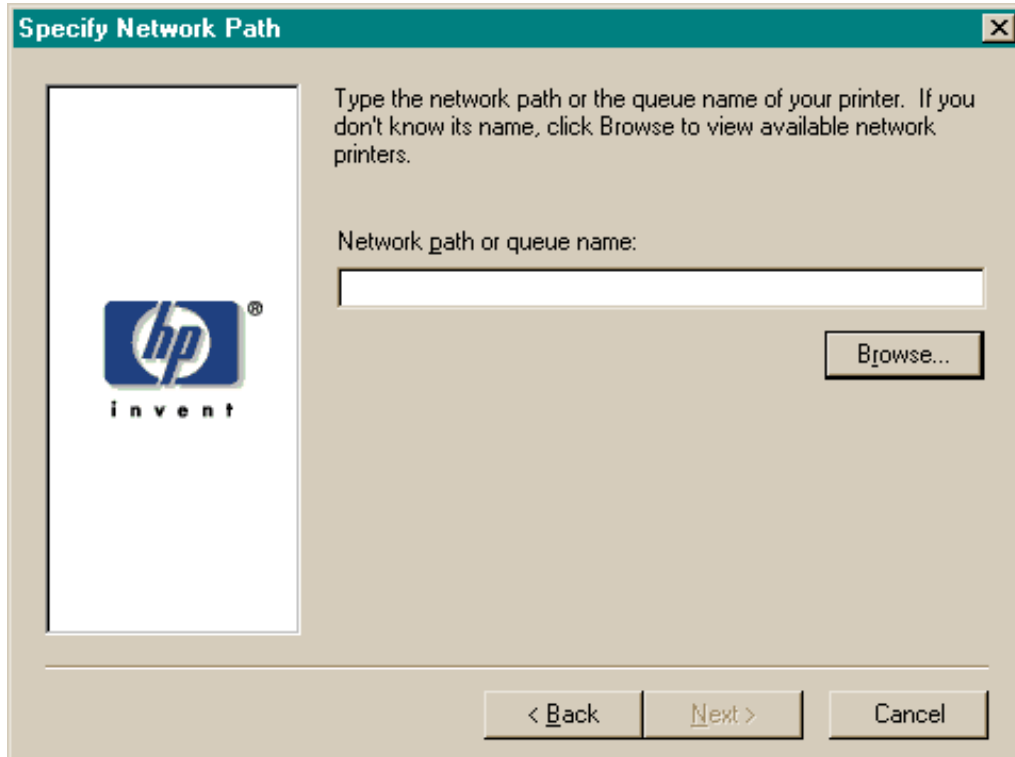 Specify Network Path
Type the network path or the queue name of your printer. If you
don't know its name, click Browse to view available network
printers.
Network path or queue name:
hp ®
invent
Browse...
< Back
Next >
Cancel